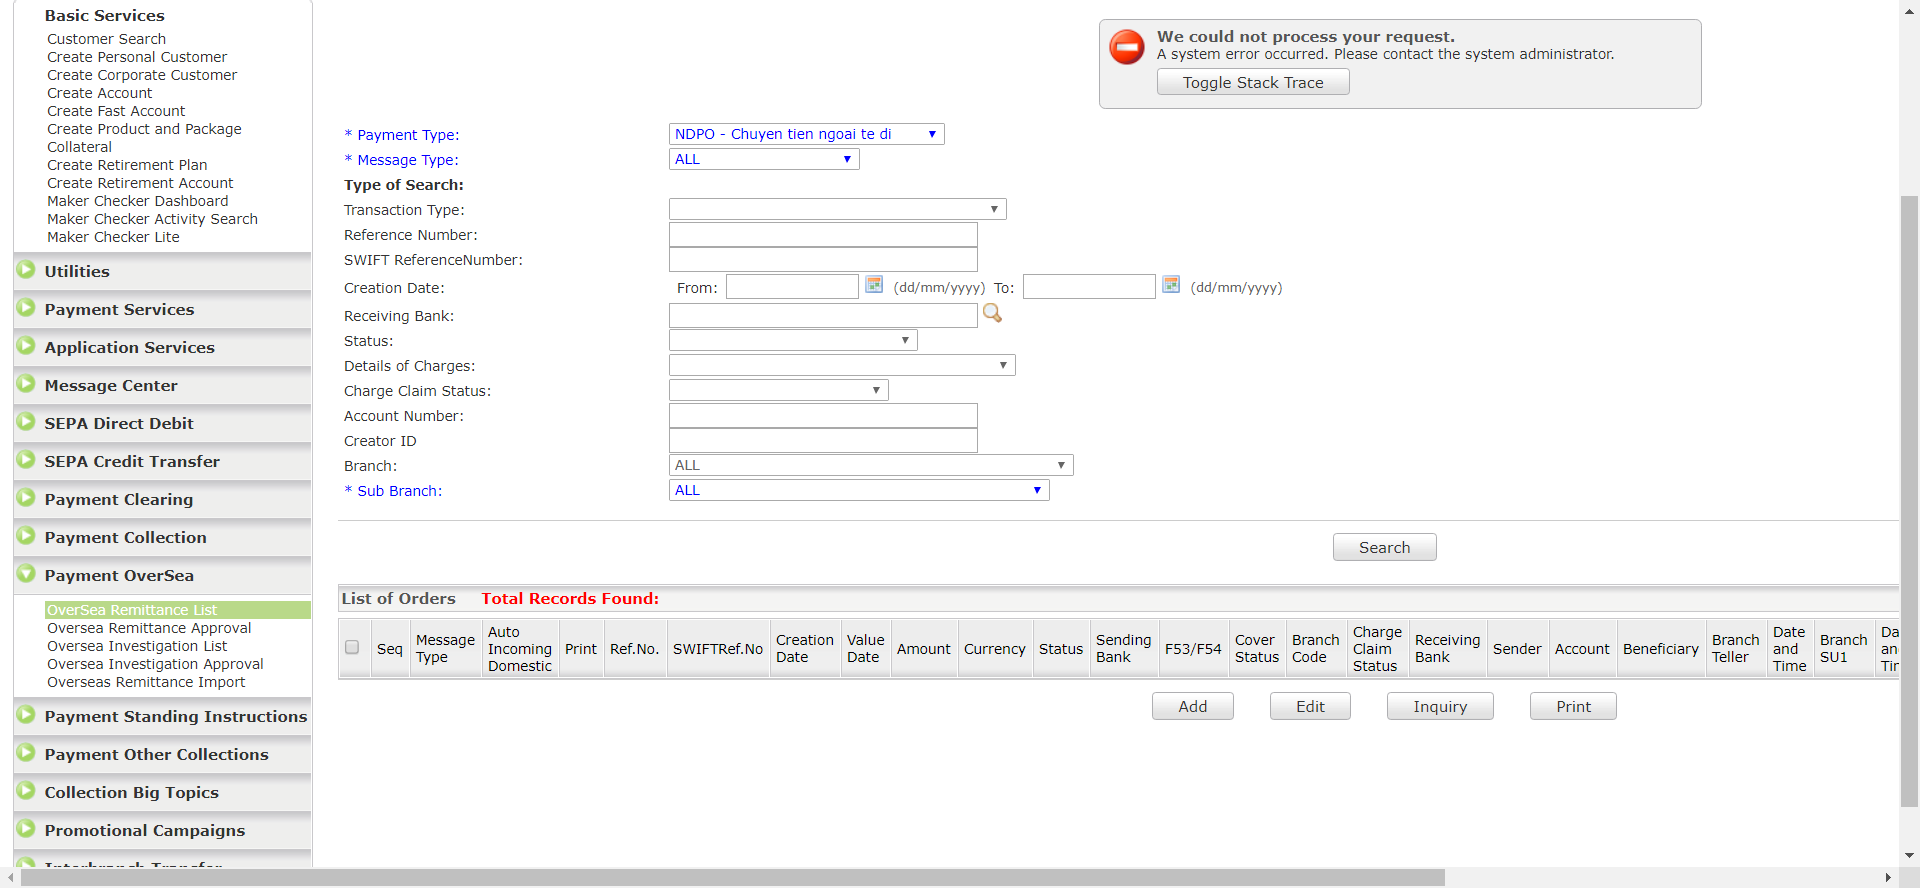 Basic Services
Customer Search
Create Personal Customer
Create Corporate Customer
Create Account
Create Fast Account
Create Product and Package
Collateral
Create Retirement Plan
Create Retirement Account
Maker Checker Dashboard
Maker Checker Activity Search
Maker Checker Lite
Utilities
Payment Services
Application Services
Message Center
SEPA Direct Debit
SEPA Credit Transfer
Payment Clearing
Payment Collection
Payment OverSea
OverSea Remittance List
Oversea Remittance Approval
Oversea Investigation List
Oversea Investigation Approval
Overseas Remittance Import
Payment Standing Instructions
Payment Other Collections
Collection Big Topics
Promotional Campaigns
We could not process your request.
A system error occurred. Please contact the system administrator.
Toggle Stack Trace
* Payment Type: NDPO - Chuyen tien ngoai te di
* Message Type: ALL
Type of Search:
Transaction Type:
Reference Number:
SWIFT ReferenceNumber:
Creation Date: From: (dd/mm/yyyy) To: (dd/mm/yyyy)
Receiving Bank:
Status:
Details of Charges:
Charge Claim Status:
Account Number:
Creator ID
Branch: ALL
* Sub Branch: ALL
Search
List of Orders Total Records Found:
Seq
Message
Type
Auto
Incoming
Domestic
Print
Ref.No.
SWIFTRef.No
Creation
Date
Value
Date
Amount
Currency
Status
Sending
Bank
F53/F54
Cover
Status
Branch
Code
Charge
Claim
Status
Receiving
Bank
Sender
Account
Beneficiary
Branch
Teller
Date
and
Time
Branch
SU1
Add Edit Inquiry Print